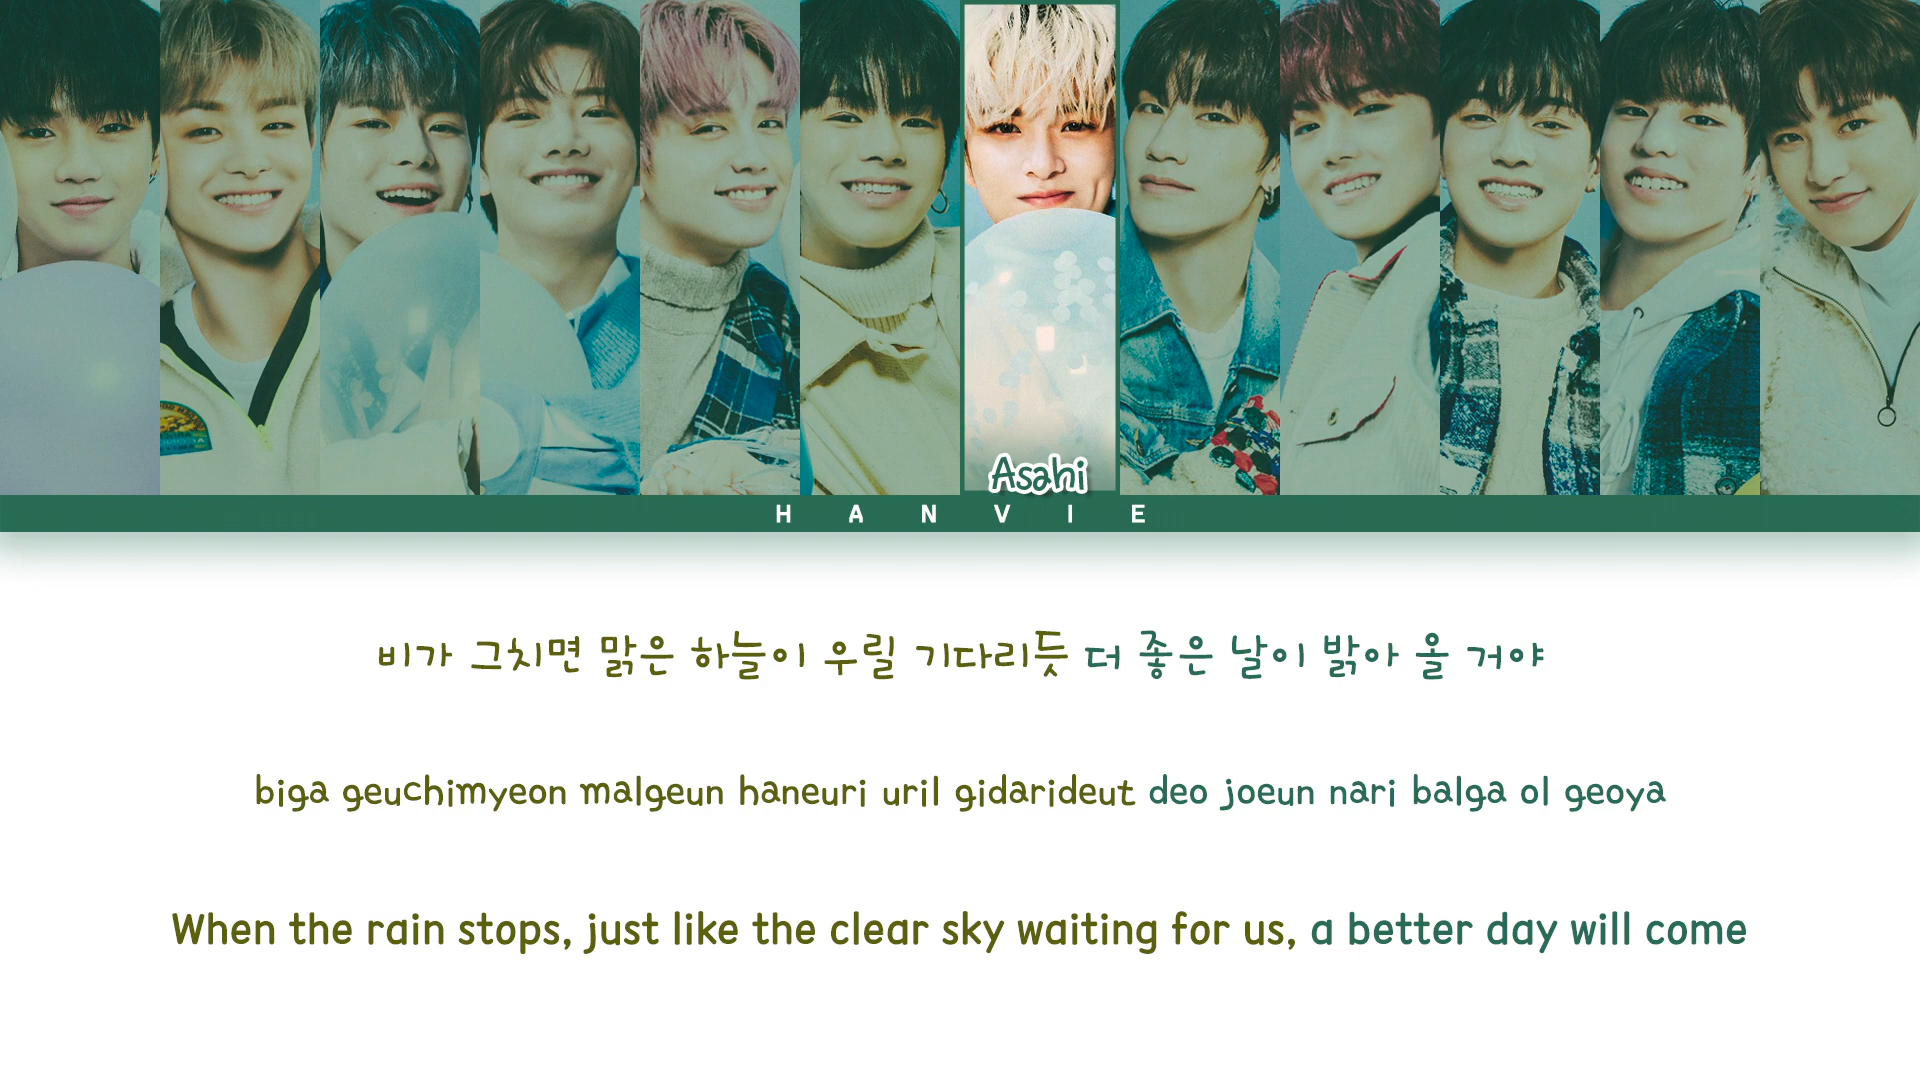 Asahi
HANVIE
비가 그치면 맑은 하늘이 우릴 기다리듯 더 좋은 날이 밝아 올 거야
biga geuchimyeon malgeun haneuri uril gidarideut deo joeun nari balga ol geoya
When the rain stops, just like the clear sky waiting for us, a better day will come